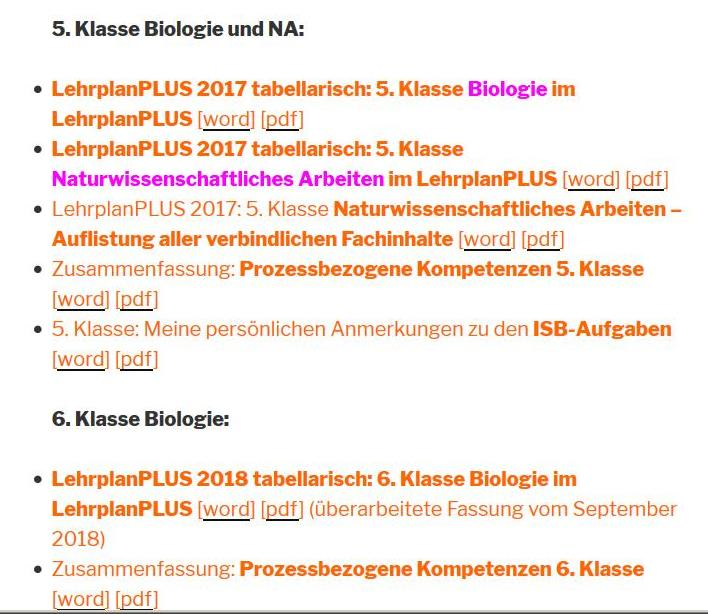 5. Klasse Biologie und NA:
• LehrplanPLUS 2017 tabellarisch: 5. Klasse Biologie im
LehrplanPLUS [word] [pdf]
• LehrplanPLUS 2017 tabellarisch: 5. Klasse
Naturwissenschaftliches Arbeiten im LehrplanPLUS [word] [pdf]
• LehrplanPLUS 2017: 5. Klasse Naturwissenschaftliches Arbeiten –
Auflistung aller verbindlichen Fachinhalte [word] [pdf]
• Zusammenfassung: Prozessbezogene Kompetenzen 5. Klasse
[word] [pdf]
• 5. Klasse: Meine persönlichen Anmerkungen zu den ISB-Aufgaben
[word] [pdf]
6. Klasse Biologie:
• LehrplanPLUS 2018 tabellarisch: 6. Klasse Biologie im
LehrplanPLUS [word] [pdf] (überarbeitete Fassung vom September
2018)
• Zusammenfassung: Prozessbezogene Kompetenzen 6. Klasse
[word] [pdf]